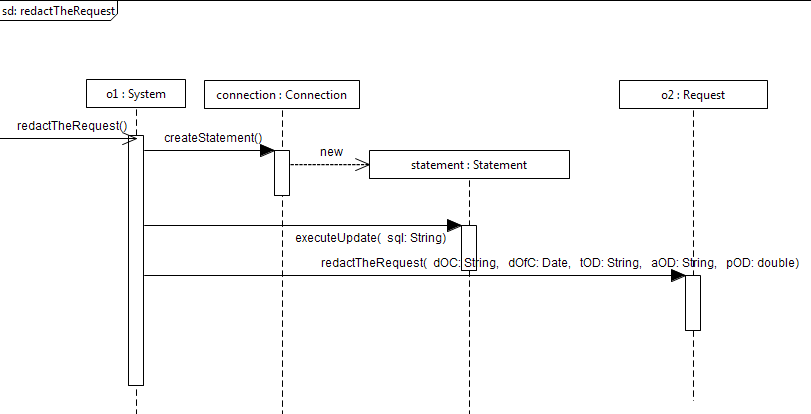 sd: redactTheRequest
o1 : System
connection : Connection
o2 : Request
redactTheRequest()
createStatement()
new
statement : Statement
executeUpdate( sql: String)
redactTheRequest( dOC: String, dOfC: Date, tOD: String, aOD: String, pOD: double)